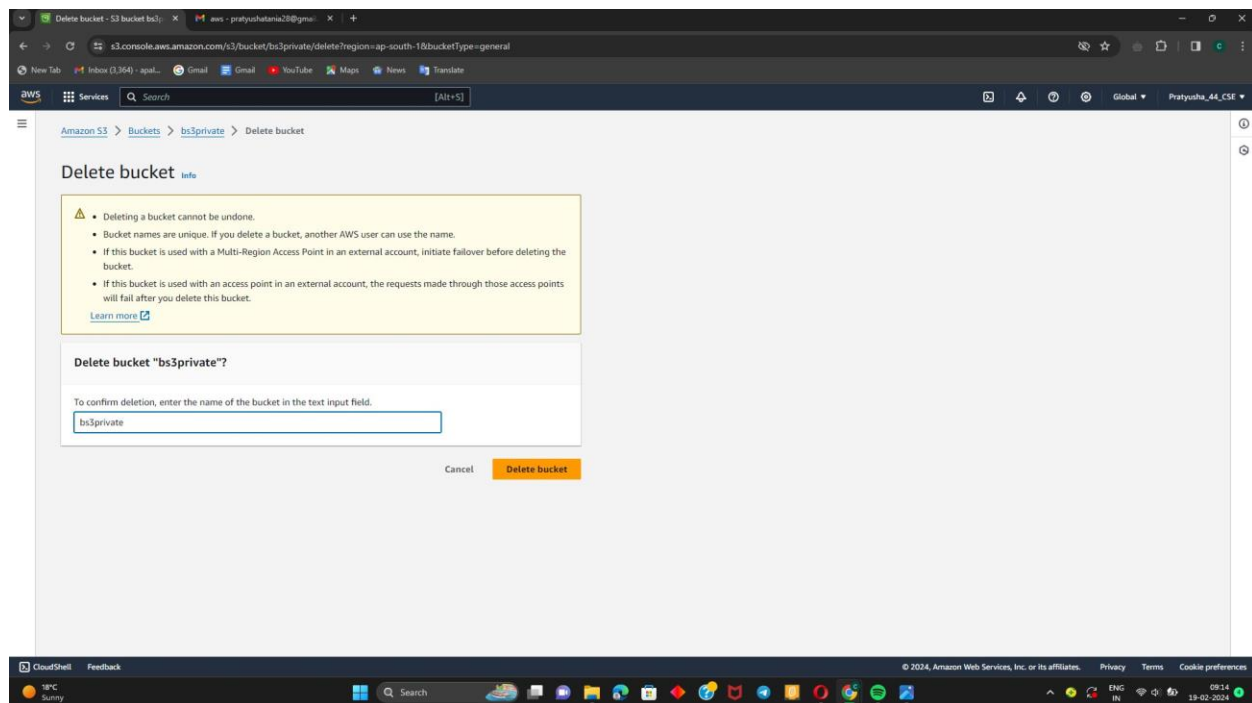 Delete bucket - S3 bucket bs3p
aws - pratyushatania28@gmai
s3.console.aws.amazon.com/s3/bucket/bs3private/delete?region=ap-south-1&bucketType=general
New Tab
Inbox (3,364) - apal...
Gmail
Gmail
YouTube
Maps
News
Translate
aws
Services
Search
[Alt+S]
Global
Pratyusha_44_CSE
Amazon S3 > Buckets > bs3private > Delete bucket
Delete bucket Info
• Deleting a bucket cannot be undone.
• Bucket names are unique. If you delete a bucket, another AWS user can use the name.
• If this bucket is used with a Multi-Region Access Point in an external account, initiate failover before deleting the
bucket.
• If this bucket is used with an access point in an external account, the requests made through those access points
will fail after you delete this bucket.
Learn more
Delete bucket "bs3private"?
To confirm deletion, enter the name of the bucket in the text input field.
bs3private
Cancel
Delete bucket
CloudShell
Feedback
© 2024, Amazon Web Services, Inc. or its affiliates.
Privacy
Terms
Cookie preferences
18°C
Sunny
Search
ENG
IN
09:14
19-02-2024